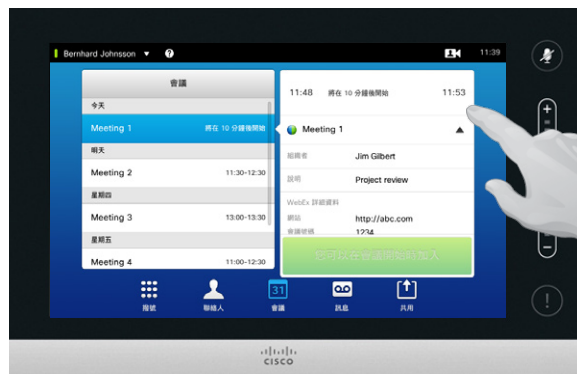 Bernhard Johnsson
?
11:39
會議
今天
Meeting 1 將在 10 分鐘後開始
明天
Meeting 2 11:30-12:30
星期四
Meeting 3 13:00-13:30
星期五
Meeting 4 11:00-12:30
11:48 將在 10 分鐘後開始 11:53
Meeting 1
組織者 Jim Gilbert
說明 Project review
WebEx 詳細資料
網站 http://abc.com
會議號碼 1234
您可以在會議開始時加入
撥號
聯絡人
31
會議
訊息
共用
+
−
!
CISCO